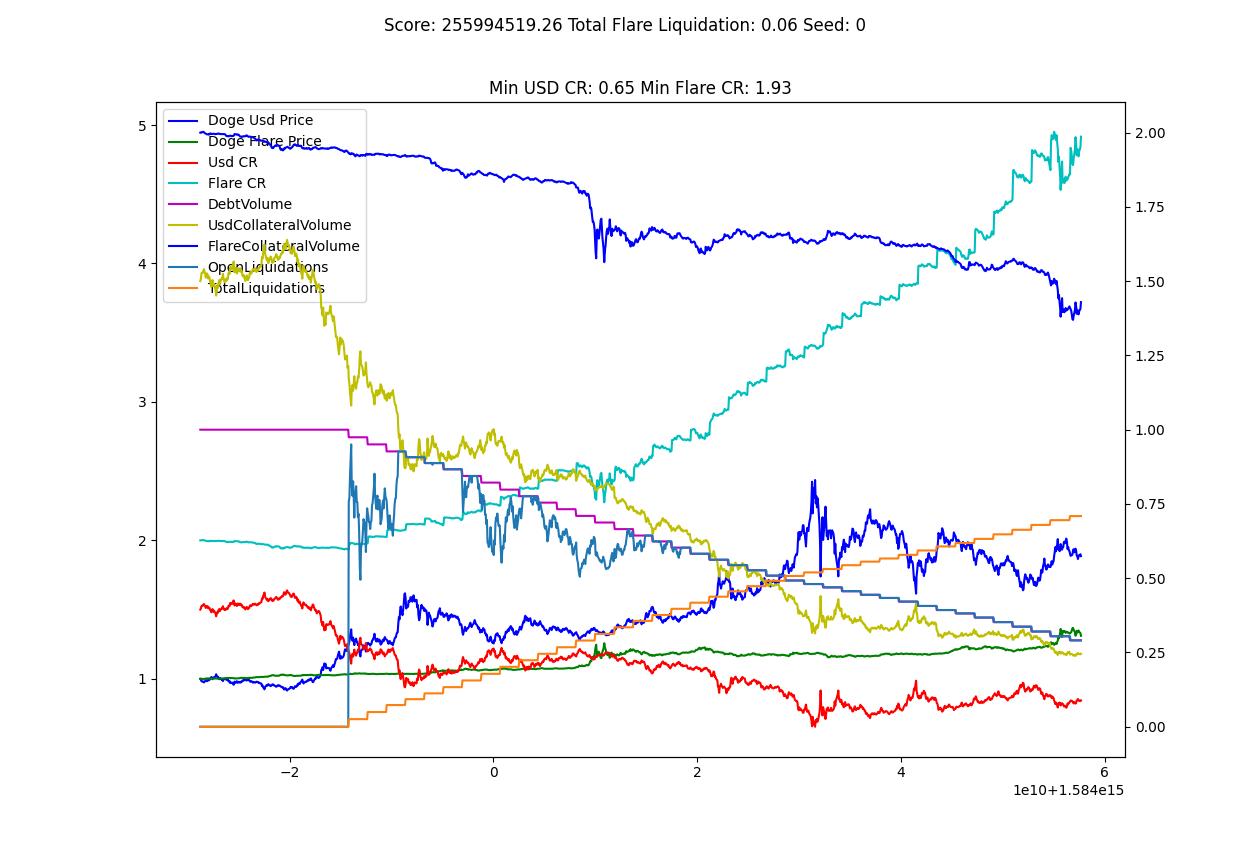 Score: 255994519.26 Total Flare Liquidation: 0.06 Seed: 0
Min USD CR: 0.65 Min Flare CR: 1.93
Doge Usd Price
Doge Flare Price
Usd CR
Flare CR
DebtVolume
UsdCollateralVolume
FlareCollateralVolume
OpenLiquidations
TotalLiquidations
5
4
3
2
1
2.00
1.75
1.50
1.25
1.00
0.75
0.50
0.25
0.00
−2
0
2
4
6
1e10+1.584e15